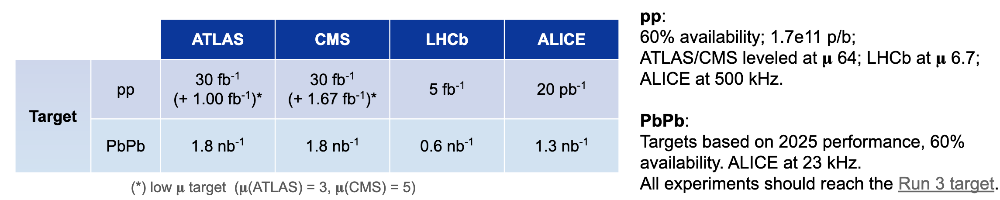 ATLAS CMS LHCb ALICE
Target
pp
30 fb⁻¹
(+ 1.00 fb⁻¹)*
30 fb⁻¹
(+ 1.67 fb⁻¹)*
5 fb⁻¹
20 pb⁻¹
PbPb
1.8 nb⁻¹
1.8 nb⁻¹
0.6 nb⁻¹
1.3 nb⁻¹
(*) low μ target (μ(ATLAS) = 3, μ(CMS) = 5)
pp:
60% availability; 1.7e11 p/b;
ATLAS/CMS leveled at μ 64; LHCb at μ 6.7;
ALICE at 500 kHz.
PbPb:
Targets based on 2025 performance, 60%
availability. ALICE at 23 kHz.
All experiments should reach the Run 3 target.